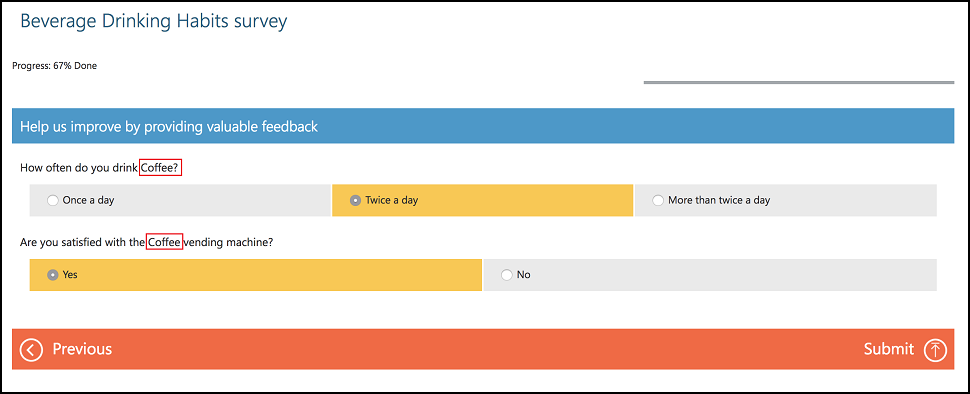 Beverage Drinking Habits survey
Progress: 67% Done
Help us improve by providing valuable feedback
How often do you drink Coffee?
Once a day Twice a day More than twice a day
Are you satisfied with the Coffee vending machine?
Yes No
Previous Submit